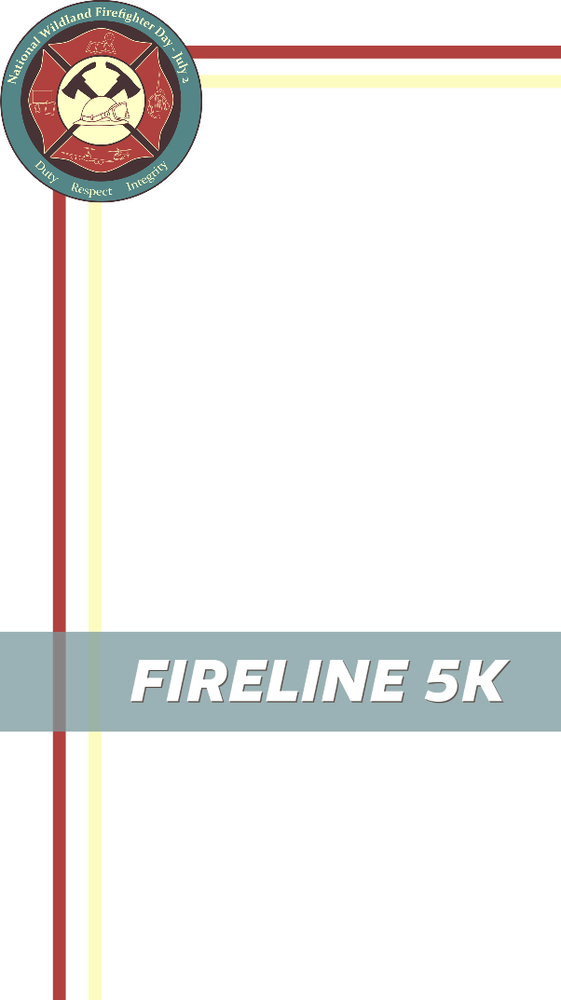 National Wildland Firefighter Day - July 2
Duty Respect Integrity
FIRELINE 5K